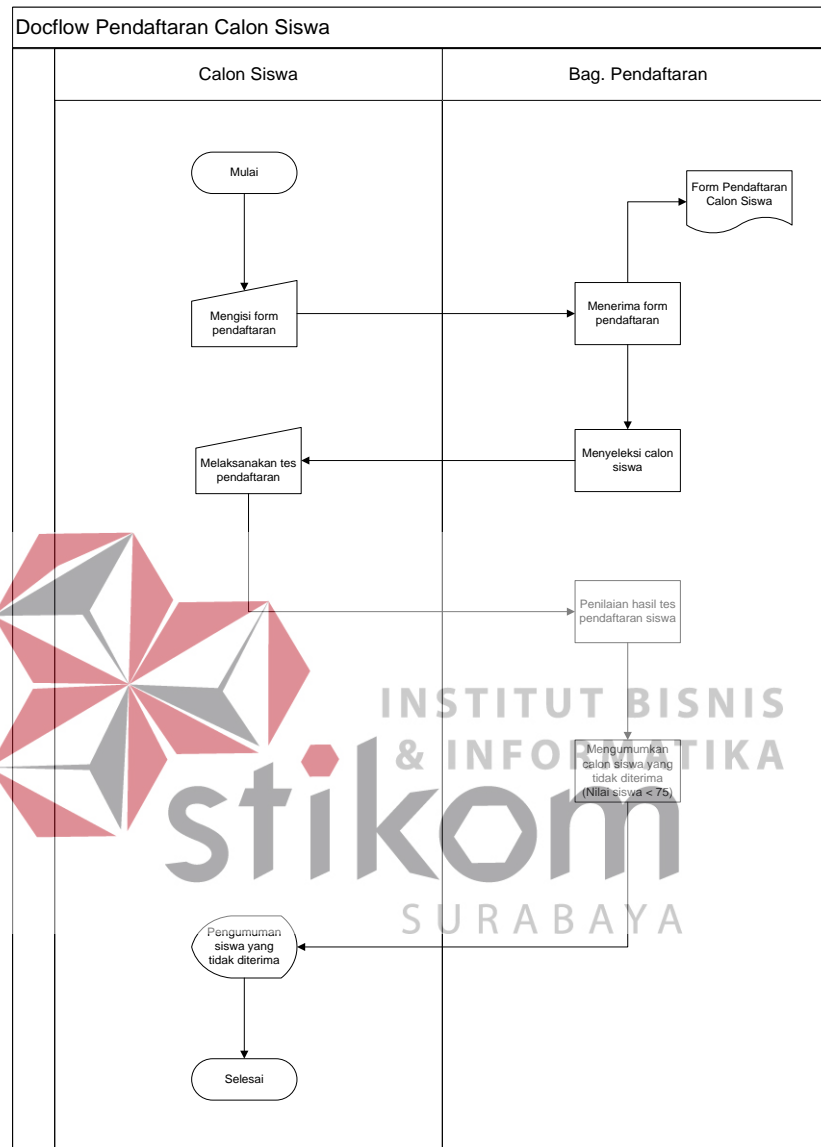 Docflow Pendaftaran Calon Siswa
Calon Siswa
Bag. Pendaftaran
Mulai
Form Pendaftaran
Calon Siswa
Mengisi form
pendaftaran
Menerima form
pendaftaran
Melaksanakan tes
pendaftaran
Menyeleksi calon
siswa
Penilaian hasil tes
pendaftaran siswa
INSTITUT BISNIS
& INFORMATIKA
stikom
SURABAYA
Mengumumkan
calon siswa yang
tidak diterima
(Nilai siswa < 75)
Pengumuman
siswa yang
tidak diterima
Selesai